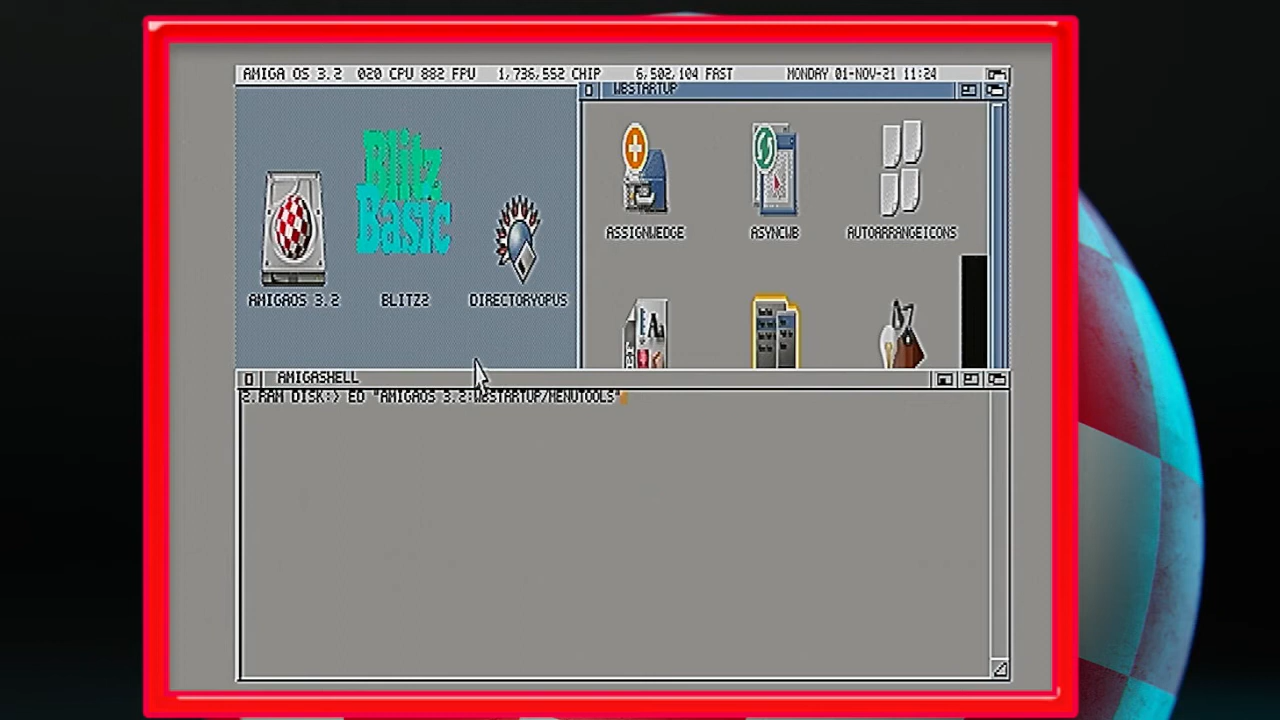 AMIGA OS 3.2 020 CPU 882 FPU 1,736,552 CHIP 6,502,104 FAST MONDAY 01-NOV-21 11:24
WBSTARTUP
Blitz
Basic
ASSIGNWEDGE ASYNCWB AUTOARRANGEICONS
AMIGAOS 3.2 BLITZ2 DIRECTORYOPUS
AMIGASHELL
2.RAM DISK:> ED "AMIGAOS 3.2:WBSTARTUP/MENUTOOLS"